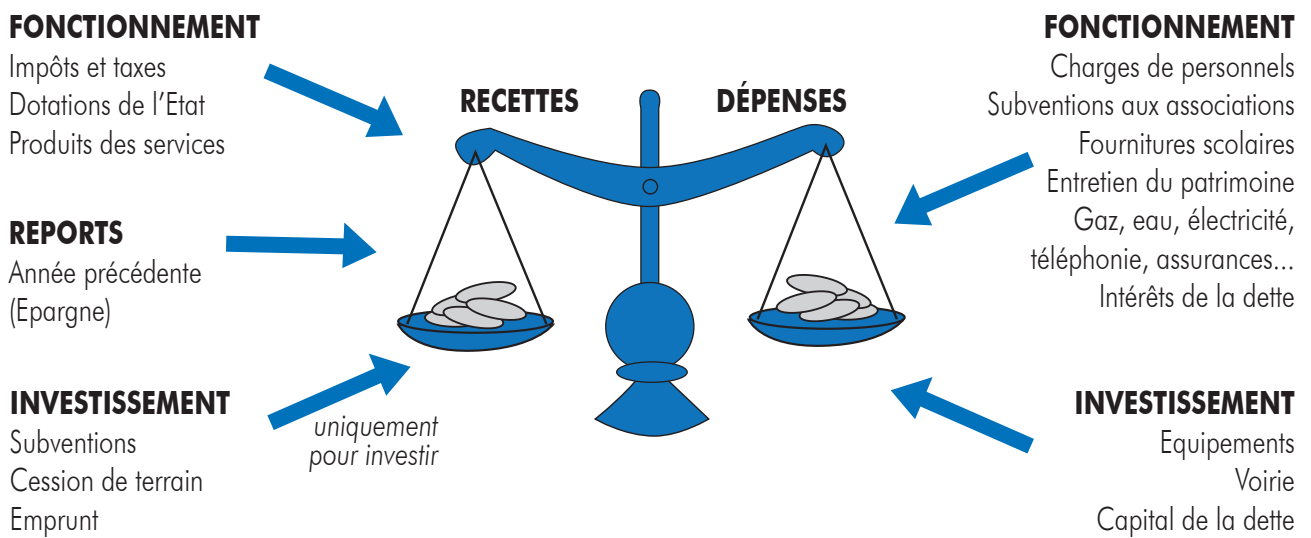 FONCTIONNEMENT
Impôts et taxes
Dotations de l'Etat
Produits des services
REPORTS
Année précédente
(Epargne)
INVESTISSEMENT
Subventions
Cession de terrain
Emprunt
uniquement
pour investir
RECETTES
DÉPENSES
FONCTIONNEMENT
Charges de personnels
Subventions aux associations
Fournitures scolaires
Entretien du patrimoine
Gaz, eau, électricité,
téléphonie, assurances...
Intérêts de la dette
INVESTISSEMENT
Equipements
Voirie
Capital de la dette